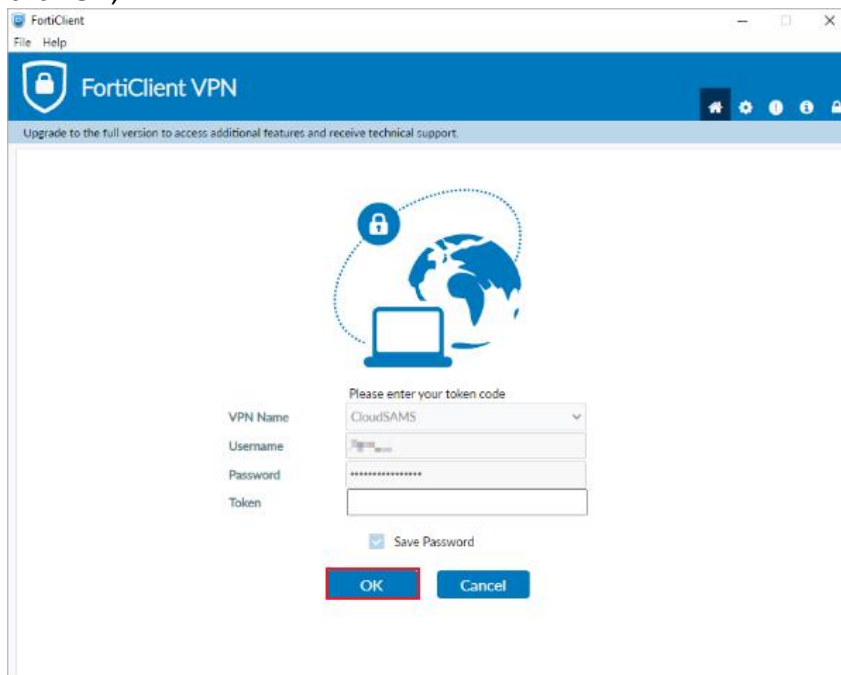 FortiClient
File Help
FortiClient VPN
Upgrade to the full version to access additional features and receive technical support.
Please enter your token code
VPN Name CloudSAMS
Username
Password ••••••••••••••••
Token
Save Password
OK Cancel